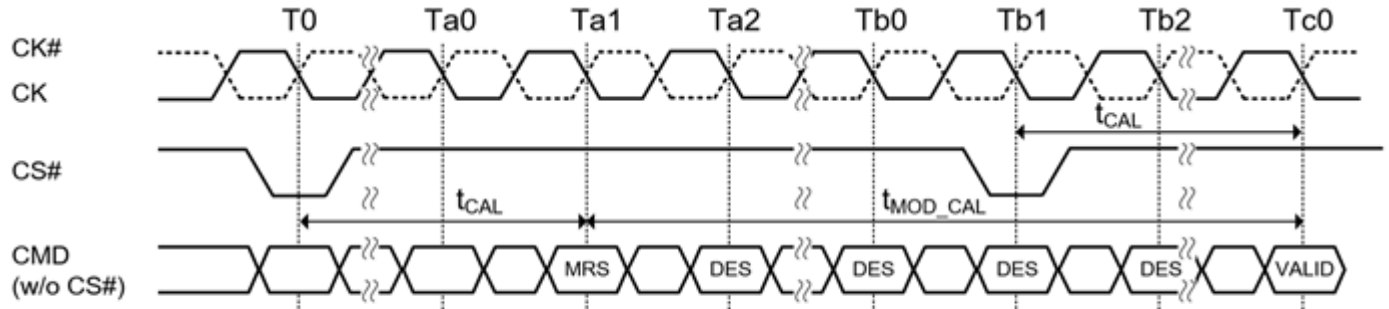 T0 Ta0 Ta1 Ta2 Tb0 Tb1 Tb2 Tc0
CK#
CK
tCAL
CS#
tCAL tMOD_CAL
CMD MRS DES DES DES DES VALID
(w/o CS#)